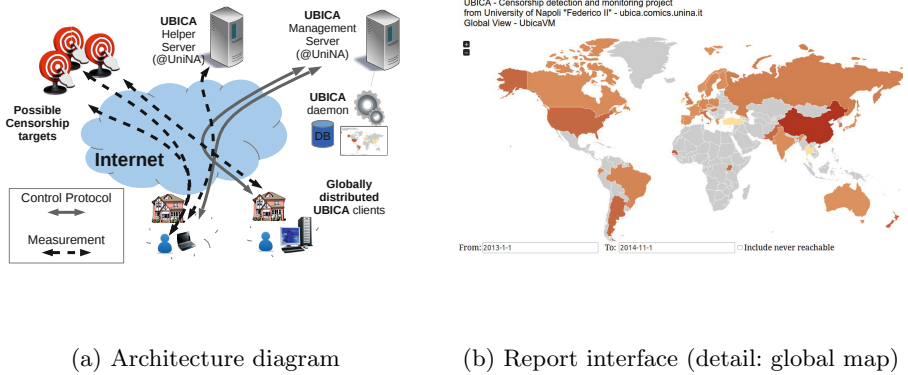 UBICA
Helper
Server
(@UniNA)
UBICA
Management
Server
(@UniNA)
Possible
Censorship
targets
UBICA
daemon
DB
Internet
Globally
distributed
UBICA clients
Control Protocol
Measurement
(a) Architecture diagram
UBICA - Censorship detection and monitoring project
from University of Napoli "Federico II" - ubica.comics.unina.it
Global View - UbicaVM
+
-
From: 2013-1-1 To: 2014-11-1 Include never reachable
(b) Report interface (detail: global map)